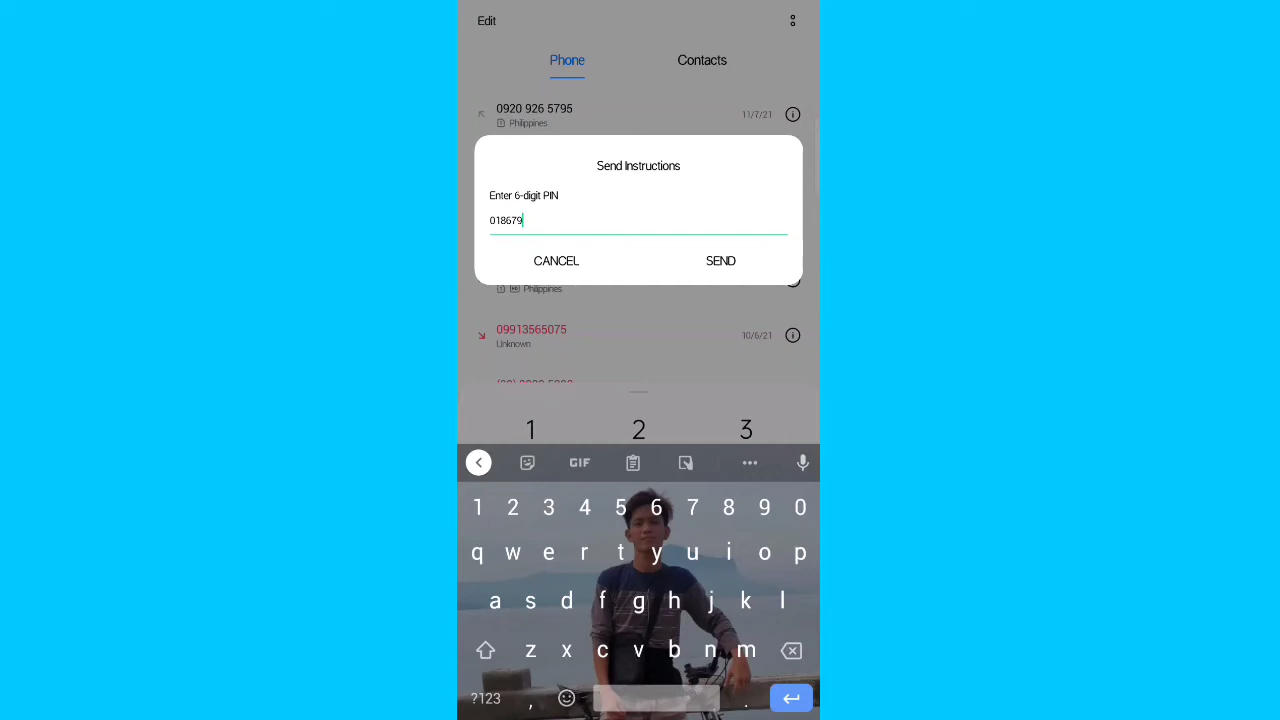 Edit
Phone
Contacts
0920 926 5795
11/7/21
Philippines
Send Instructions
Enter 6-digit PIN
018679
CANCEL
SEND
Philippines
09913565075
10/6/21
Unknown
1 2 3
GIF
1 2 3 4 5 6 7 8 9 0
q w e r t y u i o p
a s d f g h j k l
z x c v b n m
?123 , .